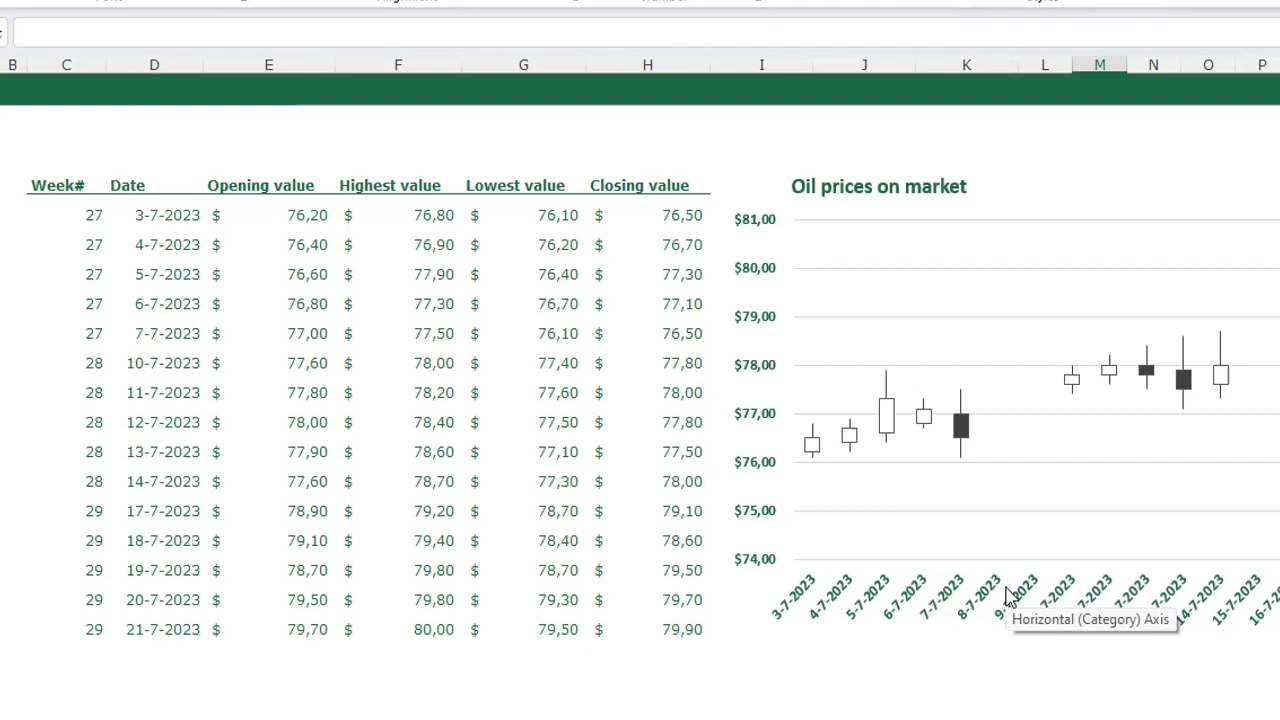 B C D E F G H I J K L M N O P
Week# Date Opening value Highest value Lowest value Closing value
27 3-7-2023 $ 76,20 $ 76,80 $ 76,10 $ 76,50
27 4-7-2023 $ 76,40 $ 76,90 $ 76,20 $ 76,70
27 5-7-2023 $ 76,60 $ 77,90 $ 76,40 $ 77,30
27 6-7-2023 $ 76,80 $ 77,30 $ 76,70 $ 77,10
27 7-7-2023 $ 77,00 $ 77,50 $ 76,10 $ 76,50
28 10-7-2023 $ 77,60 $ 78,00 $ 77,40 $ 77,80
28 11-7-2023 $ 77,80 $ 78,20 $ 77,60 $ 78,00
28 12-7-2023 $ 78,00 $ 78,40 $ 77,50 $ 77,80
28 13-7-2023 $ 77,90 $ 78,60 $ 77,10 $ 77,50
28 14-7-2023 $ 77,60 $ 78,70 $ 77,30 $ 78,00
29 17-7-2023 $ 78,90 $ 79,20 $ 78,70 $ 79,10
29 18-7-2023 $ 79,10 $ 79,40 $ 78,40 $ 78,60
29 19-7-2023 $ 78,70 $ 79,80 $ 78,70 $ 79,50
29 20-7-2023 $ 79,50 $ 79,80 $ 79,30 $ 79,70
29 21-7-2023 $ 79,70 $ 80,00 $ 79,50 $ 79,90
Oil prices on market
$81,00
$80,00
$79,00
$78,00
$77,00
$76,00
$75,00
$74,00
3-7-2023 4-7-2023 5-7-2023 6-7-2023 7-7-2023 8-7-2023 14-7-2023 15-7-2023
Horizontal (Category) Axis